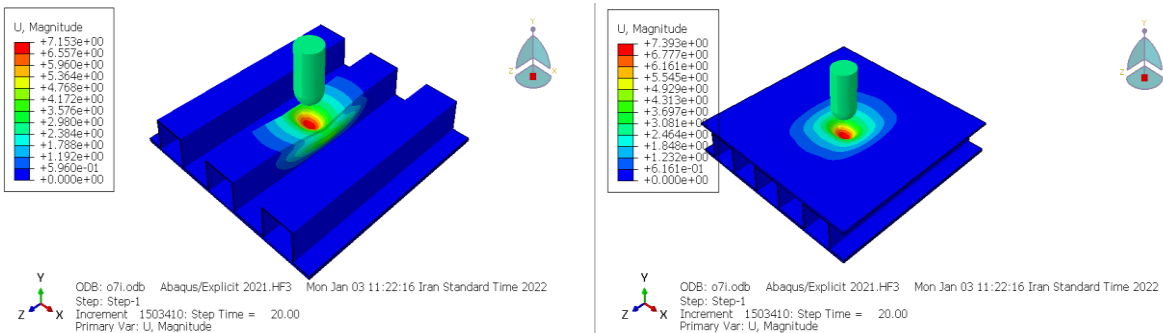 U, Magnitude
+7.153e+00
+6.557e+00
+5.960e+00
+5.364e+00
+4.768e+00
+4.172e+00
+3.576e+00
+2.980e+00
+2.384e+00
+1.788e+00
+1.192e+00
+5.960e-01
+0.000e+00
Y
Z X
Y
Z X
ODB: o7i.odb Abaqus/Explicit 2021.HF3 Mon Jan 03 11:22:16 Iran Standard Time 2022
Step: Step-1
Increment 1503410: Step Time = 20.00
Primary Var: U, Magnitude
U, Magnitude
+7.393e+00
+6.777e+00
+6.161e+00
+5.545e+00
+4.929e+00
+4.313e+00
+3.697e+00
+3.081e+00
+2.464e+00
+1.848e+00
+1.232e+00
+6.161e-01
+0.000e+00
Y
Z X
Y
Z X
ODB: o7i.odb Abaqus/Explicit 2021.HF3 Mon Jan 03 11:22:16 Iran Standard Time 2022
Step: Step-1
Increment 1503410: Step Time = 20.00
Primary Var: U, Magnitude